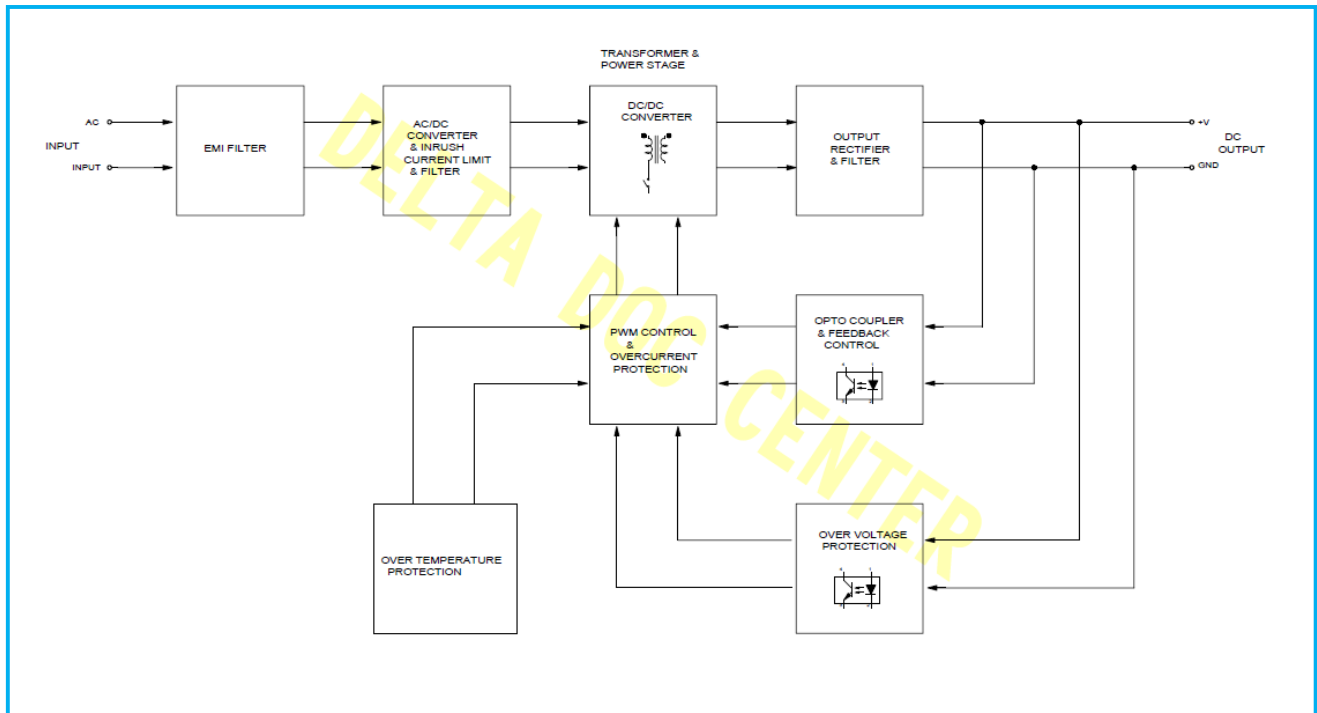 TRANSFORMER &
POWER STAGE
AC
INPUT
INPUT
EMI FILTER
AC/DC
CONVERTER
& INRUSH
CURRENT LIMIT
& FILTER
DC/DC
CONVERTER
OUTPUT
RECTIFIER
& FILTER
+V
DC
OUTPUT
GND
PWM CONTROL
&
OVERCURRENT
PROTECTION
OPTO COUPLER
& FEEDBACK
CONTROL
OVER TEMPERATURE
PROTECTION
OVER VOLTAGE
PROTECTION
DELTA DOC CENTER